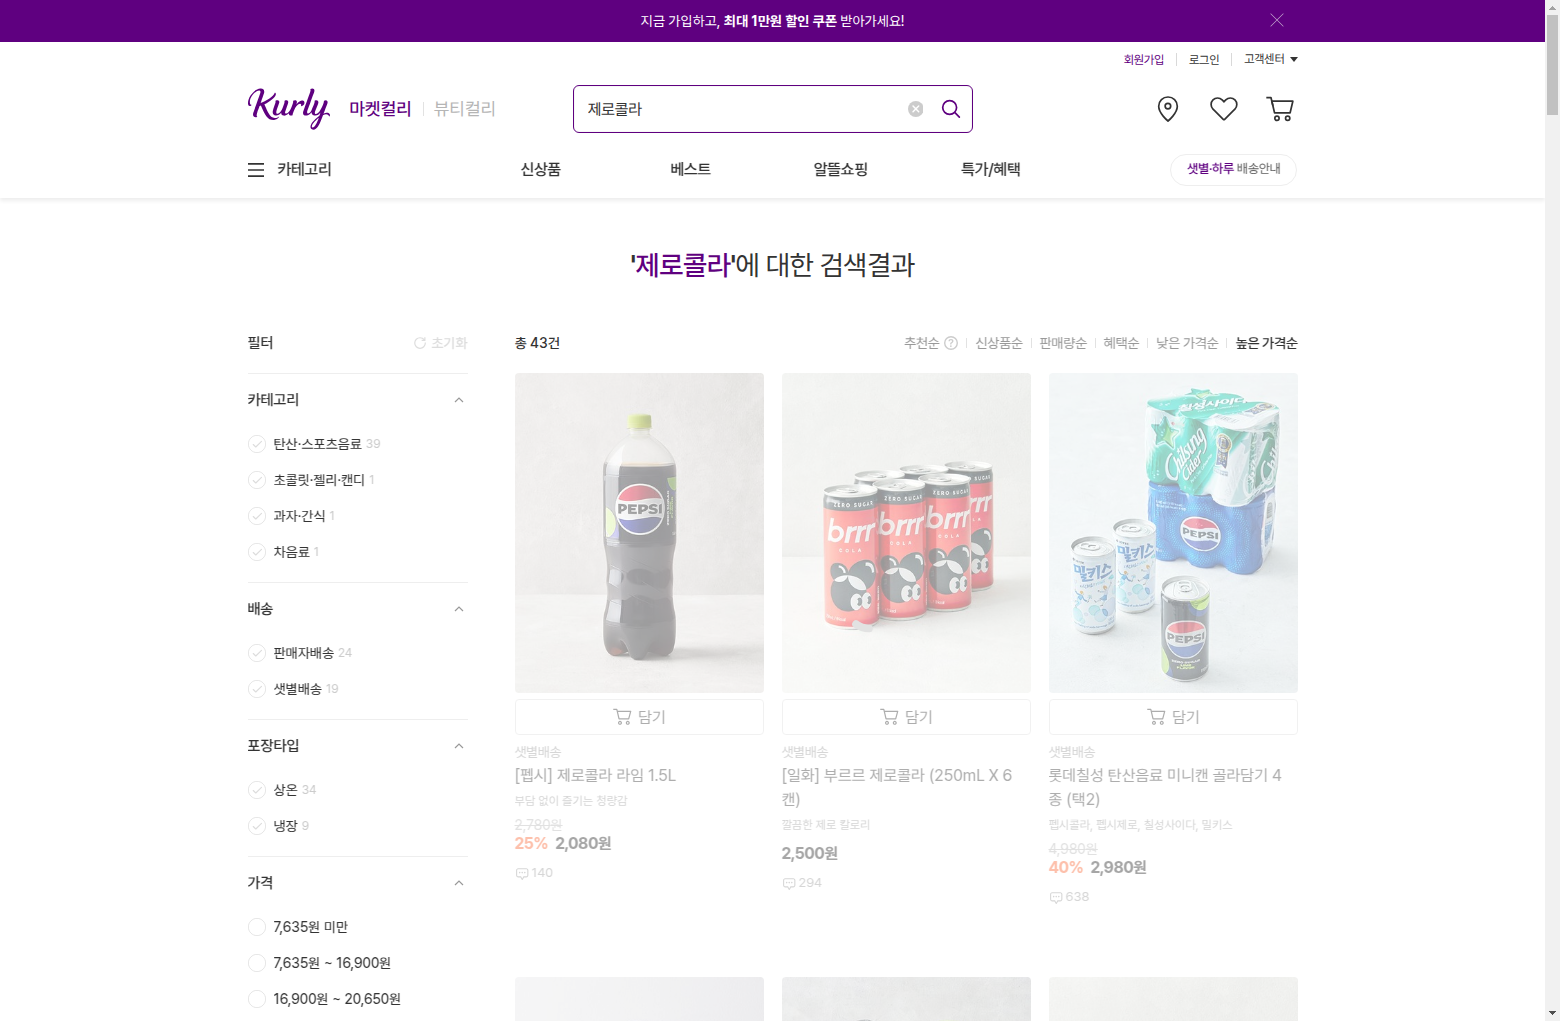 지금 가입하고, 최대 1만원 할인 쿠폰 받아가세요!
회원가입
로그인
고객센터
Kurly
마켓컬리
뷰티컬리
제로콜라
카테고리
신상품
베스트
알뜰쇼핑
특가/혜택
샛별·하루 배송안내
'제로콜라'에 대한 검색결과
필터
초기화
총 43건
추천순 ?
신상품순
판매량순
혜택순
낮은 가격순
높은 가격순
카테고리
탄산·스포츠음료 39
초콜릿·젤리·캔디 1
과자·간식 1
차음료 1
배송
판매자배송 24
샛별배송 19
포장타입
상온 34
냉장 9
가격
7,635원 미만
7,635원 ~ 16,900원
16,900원 ~ 20,650원
PEPSI
담기
샛별배송
[펩시] 제로콜라 라임 1.5L
부담 없이 즐기는 청량감
2,780원
25% 2,080원
140
ZERO SUGAR
ZERO SUGAR
ZERO SUGAR
brrr
brrr
brrr
COLA
COLA
담기
샛별배송
[일화] 부르르 제로콜라 (250mL X 6
캔)
깔끔한 제로 칼로리
2,500원
294
칠성사이다
Chilsung
Cider
Chilsung
Cider
PEPSI
밀키스
밀키스
PEPSI
담기
샛별배송
롯데칠성 탄산음료 미니캔 골라담기 4
종 (택2)
펩시콜라, 펩시제로, 칠성사이다, 밀키스
4,980원
40% 2,980원
638